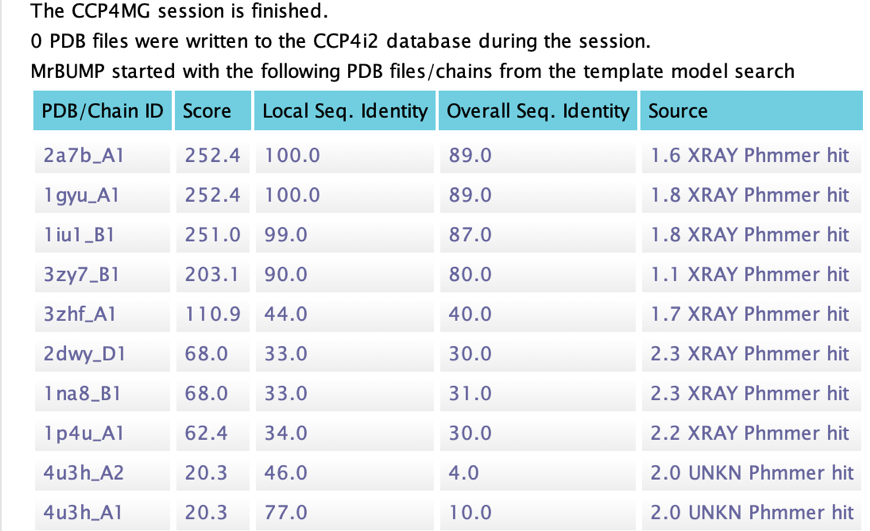 The CCP4MG session is finished.
0 PDB files were written to the CCP4i2 database during the session.
MrBUMP started with the following PDB files/chains from the template model search
PDB/Chain ID Score Local Seq. Identity Overall Seq. Identity Source
2a7b_A1 252.4 100.0 89.0 1.6 XRAY Phmmer hit
1gyu_A1 252.4 100.0 89.0 1.8 XRAY Phmmer hit
1iu1_B1 251.0 99.0 87.0 1.8 XRAY Phmmer hit
3zy7_B1 203.1 90.0 80.0 1.1 XRAY Phmmer hit
3zhf_A1 110.9 44.0 40.0 1.7 XRAY Phmmer hit
2dwy_D1 68.0 33.0 30.0 2.3 XRAY Phmmer hit
1na8_B1 68.0 33.0 31.0 2.3 XRAY Phmmer hit
1p4u_A1 62.4 34.0 30.0 2.2 XRAY Phmmer hit
4u3h_A2 20.3 46.0 4.0 2.0 UNKN Phmmer hit
4u3h_A1 20.3 77.0 10.0 2.0 UNKN Phmmer hit